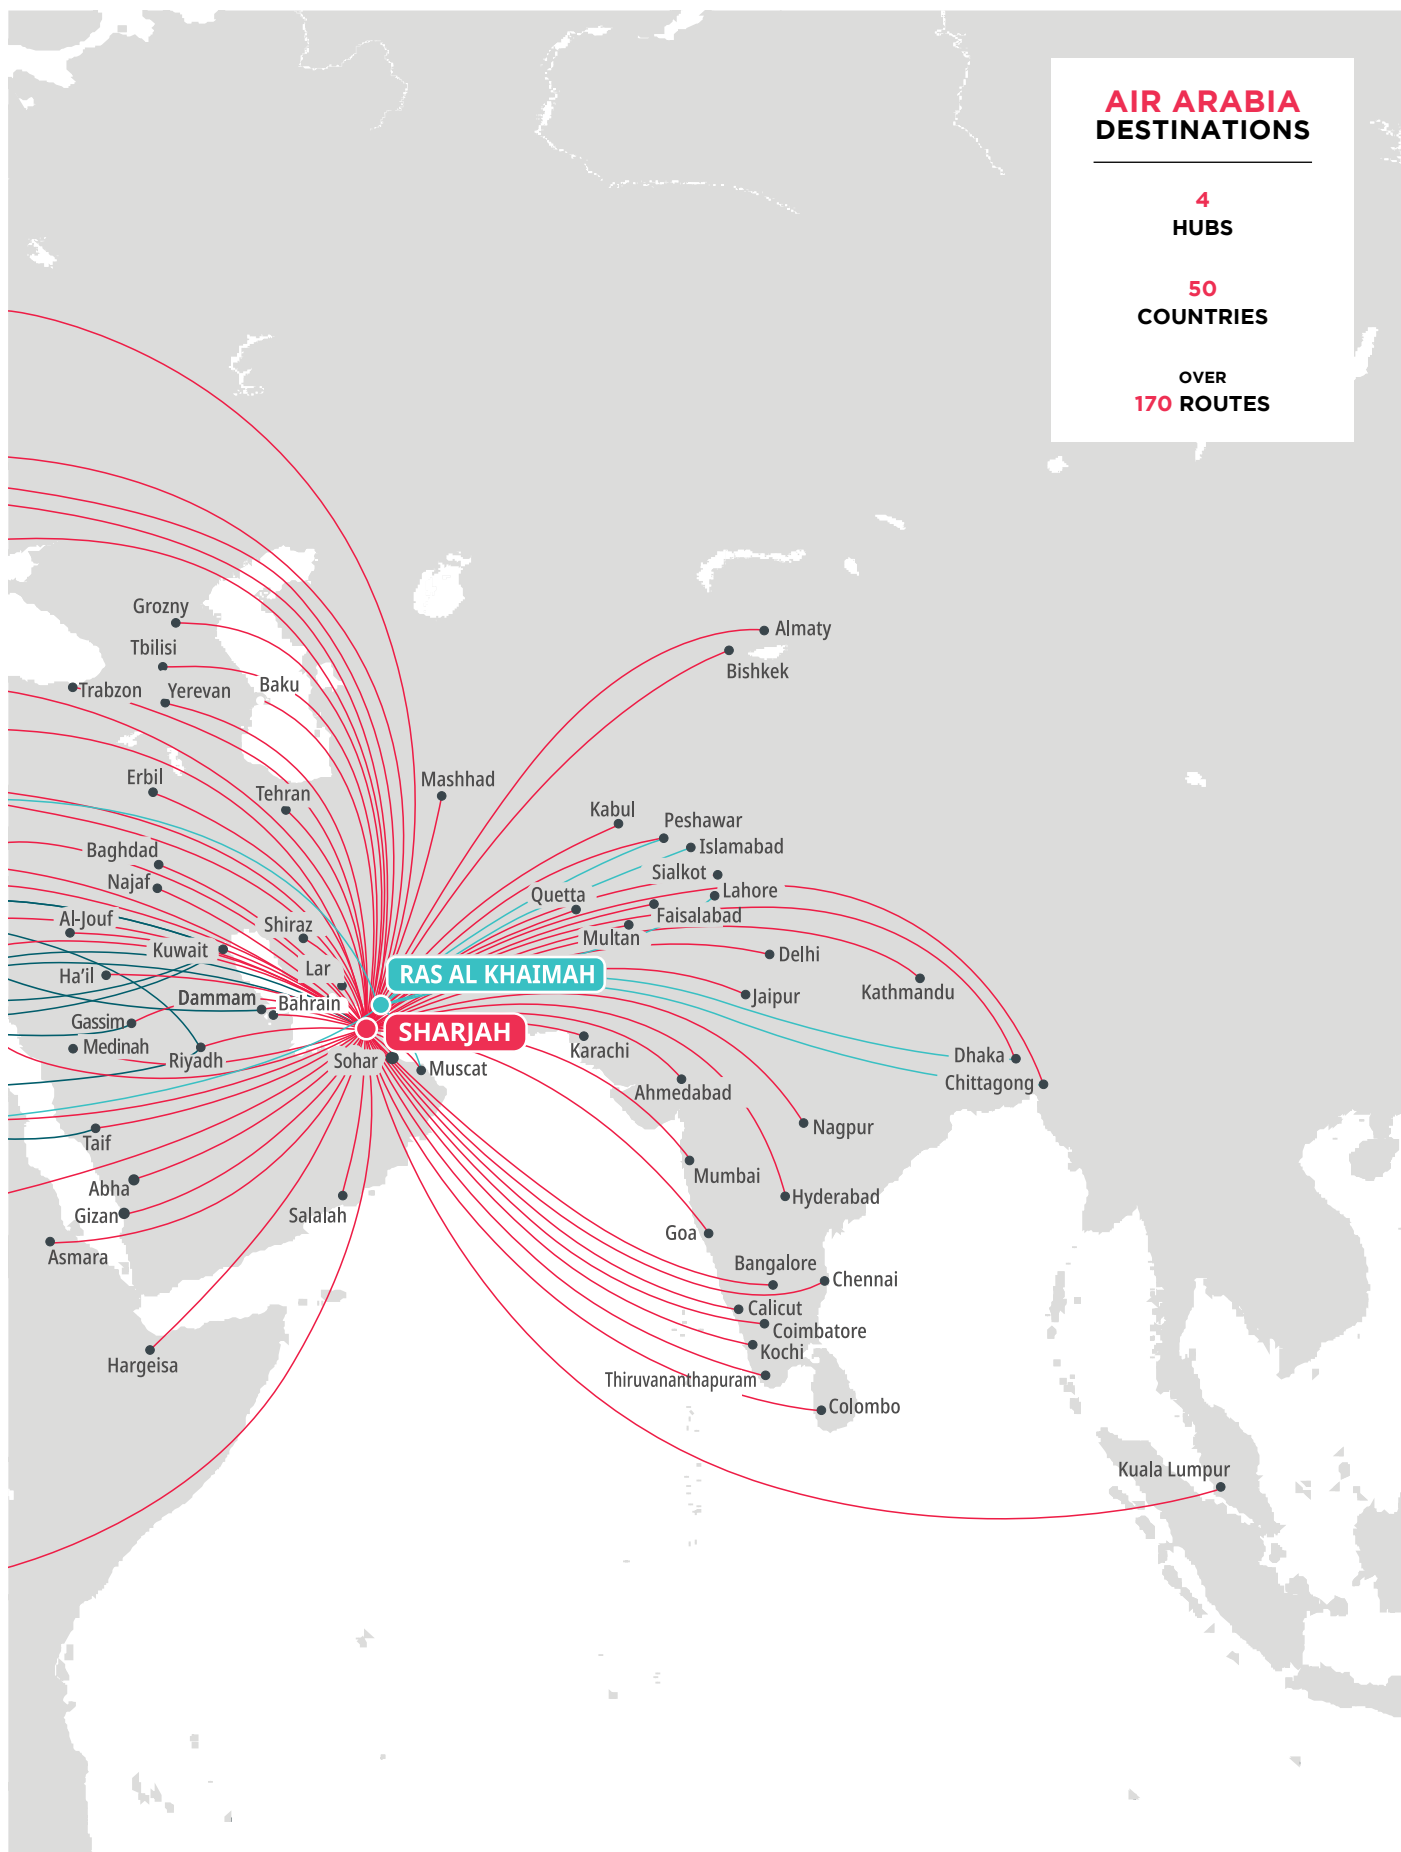 AIR ARABIA
DESTINATIONS
4
HUBS
50
COUNTRIES
OVER
170 ROUTES
Grozny
Tbilisi
Trabzon
Yerevan
Baku
Almaty
Bishkek
Erbil
Tehran
Mashhad
Kabul
Peshawar
Islamabad
Baghdad
Sialkot
Najaf
Lahore
Quetta
Faisalabad
Al-Jouf
Shiraz
Multan
Kuwait
Delhi
Lar
RAS AL KHAIMAH
Ha’il
Kathmandu
Jaipur
Dammam
Bahrain
Gassim
SHARJAH
Medinah
Riyadh
Sohar
Muscat
Karachi
Dhaka
Chittagong
Ahmedabad
Nagpur
Taif
Mumbai
Abha
Hyderabad
Gizan
Salalah
Goa
Asmara
Bangalore
Chennai
Calicut
Coimbatore
Kochi
Hargeisa
Thiruvananthapuram
Colombo
Kuala Lumpur